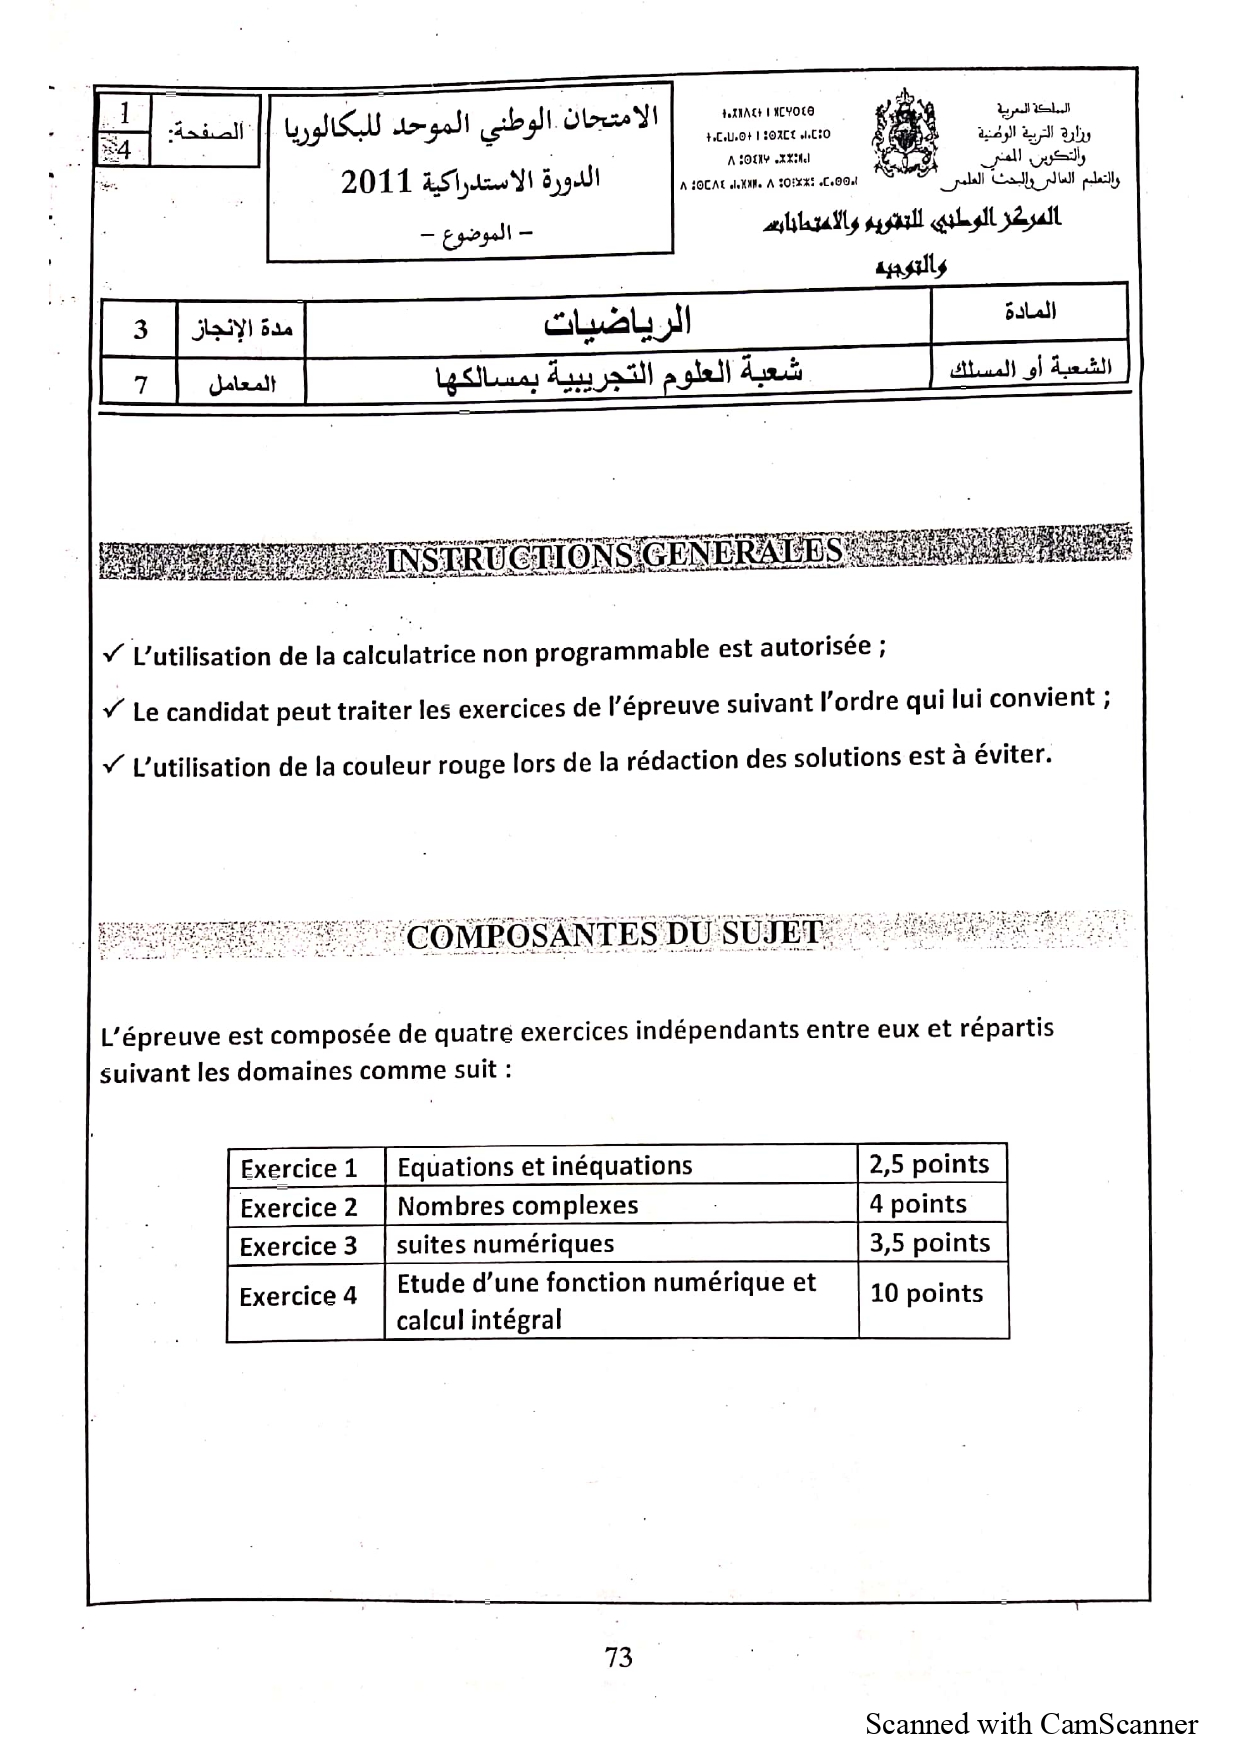 المملكة المغربية
وزارة التربية الوطنية
والتكوين المهني
والتعليم العالي والبحث العلمي
المركز الوطني للتقويم والامتحانات
والتوجيه
الامتحان الوطني الموحد للبكالوريا
الدورة الاستدراكية 2011
– الموضوع –
الصفحة:
1
4
المادة
الرياضيات
مدة الإنجاز
3
الشعبة أو المسلك
شعبة العلوم التجريبية بمسالكها
المعامل
7
INSTRUCTIONS GENERALES
✓ L'utilisation de la calculatrice non programmable est autorisée ;
✓ Le candidat peut traiter les exercices de l'épreuve suivant l'ordre qui lui convient ;
✓ L'utilisation de la couleur rouge lors de la rédaction des solutions est à éviter.
COMPOSANTES DU SUJET
L'épreuve est composée de quatre exercices indépendants entre eux et répartis
suivant les domaines comme suit :
Exercice 1 Equations et inéquations 2,5 points
Exercice 2 Nombres complexes 4 points
Exercice 3 suites numériques 3,5 points
Exercice 4 Etude d'une fonction numérique et
calcul intégral 10 points
73
Scanned with CamScanner